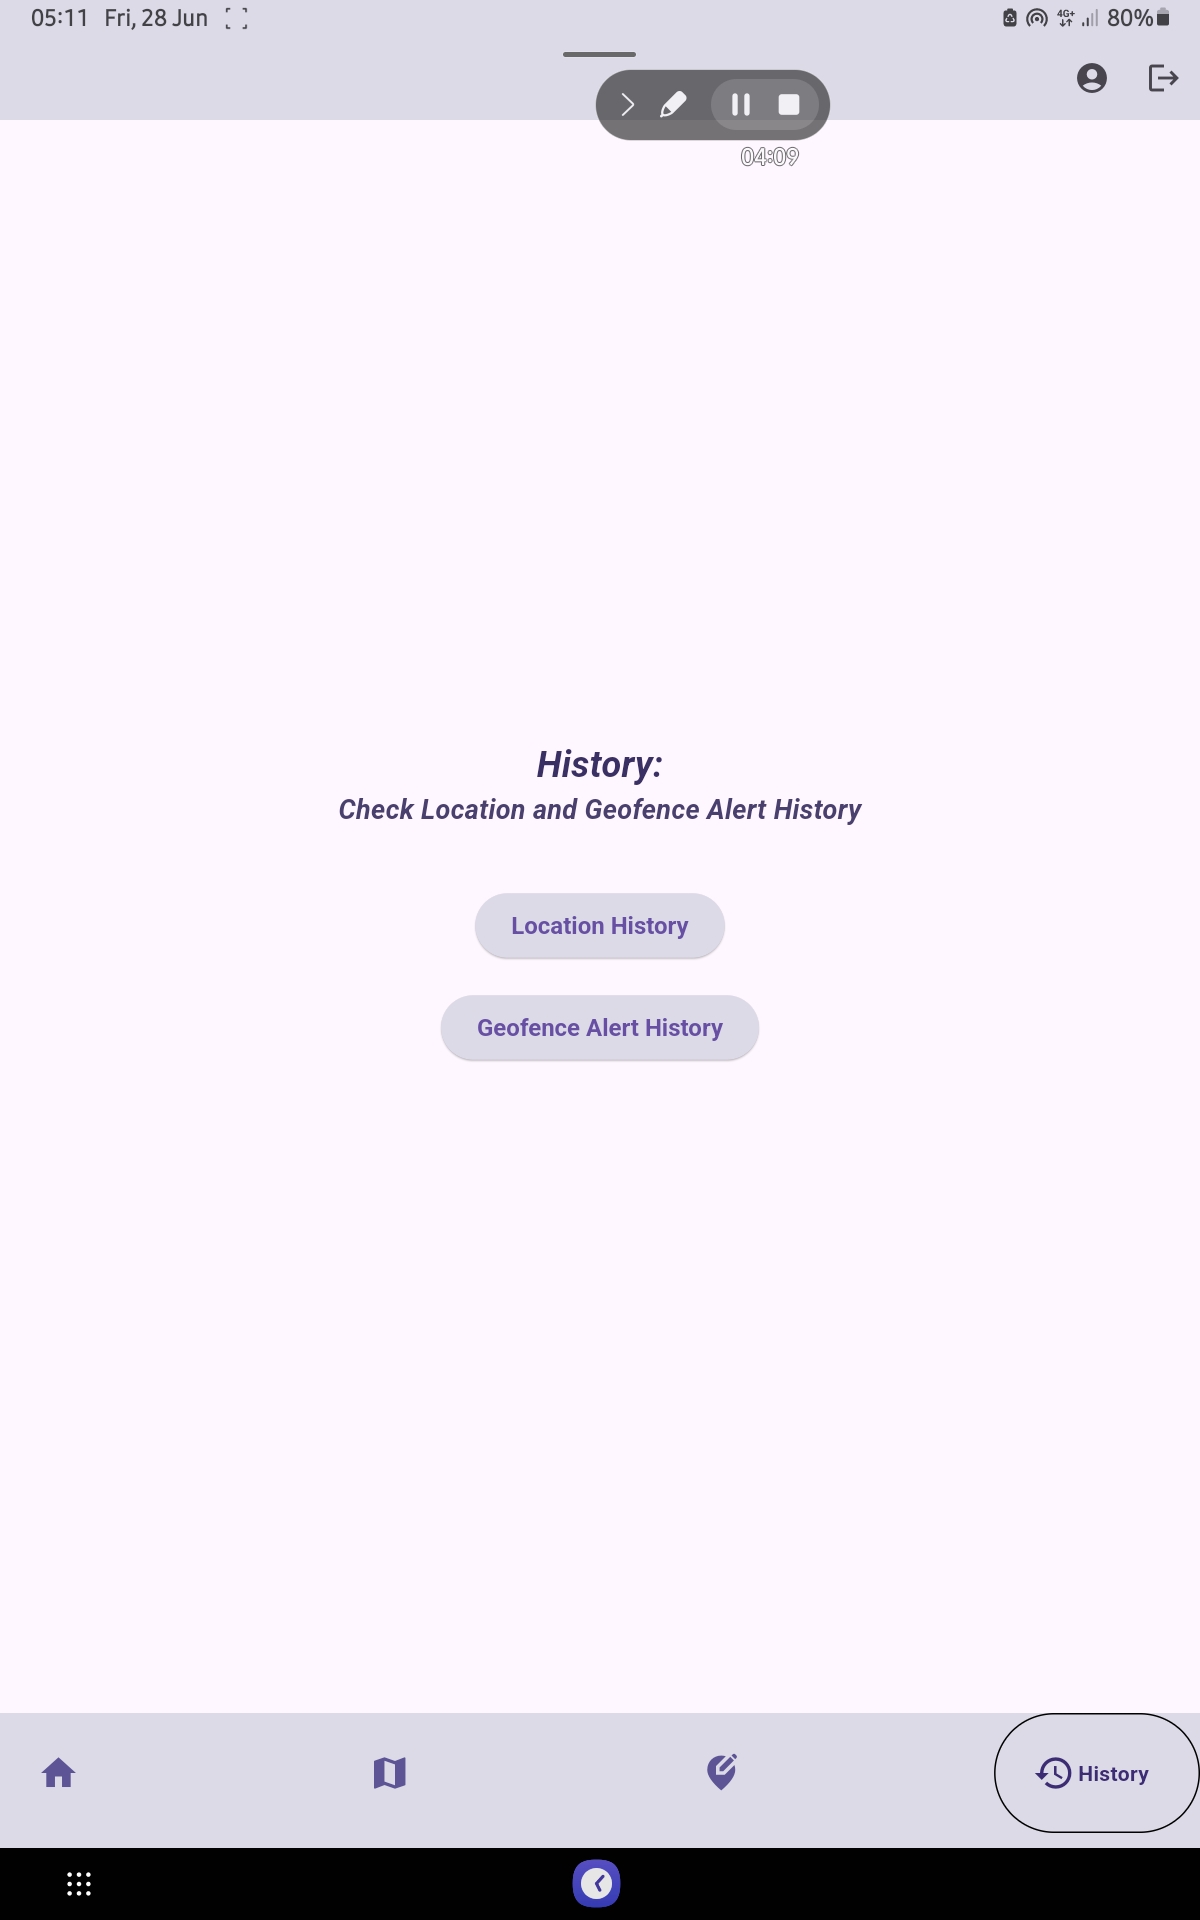 05:11 Fri, 28 Jun 4G+ 80%
04:09
History:
Check Location and Geofence Alert History
Location History
Geofence Alert History
History